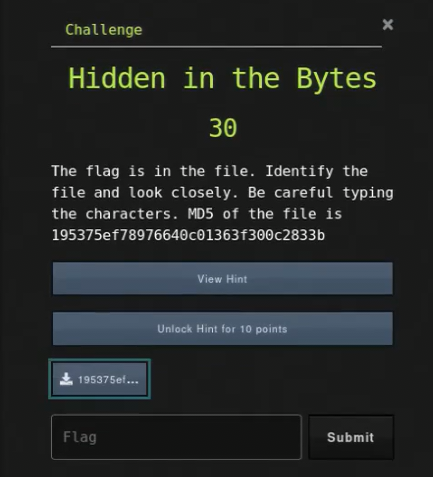 Challenge ×
Hidden in the Bytes
30
The flag is in the file. Identify the
file and look closely. Be careful typing
the characters. MD5 of the file is
195375ef78976640c01363f300c2833b
View Hint
Unlock Hint for 10 points
195375ef...
Flag Submit